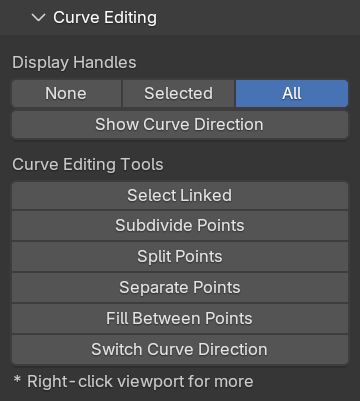 Curve Editing
Display Handles
None Selected All
Show Curve Direction
Curve Editing Tools
Select Linked
Subdivide Points
Split Points
Separate Points
Fill Between Points
Switch Curve Direction
* Right-click viewport for more